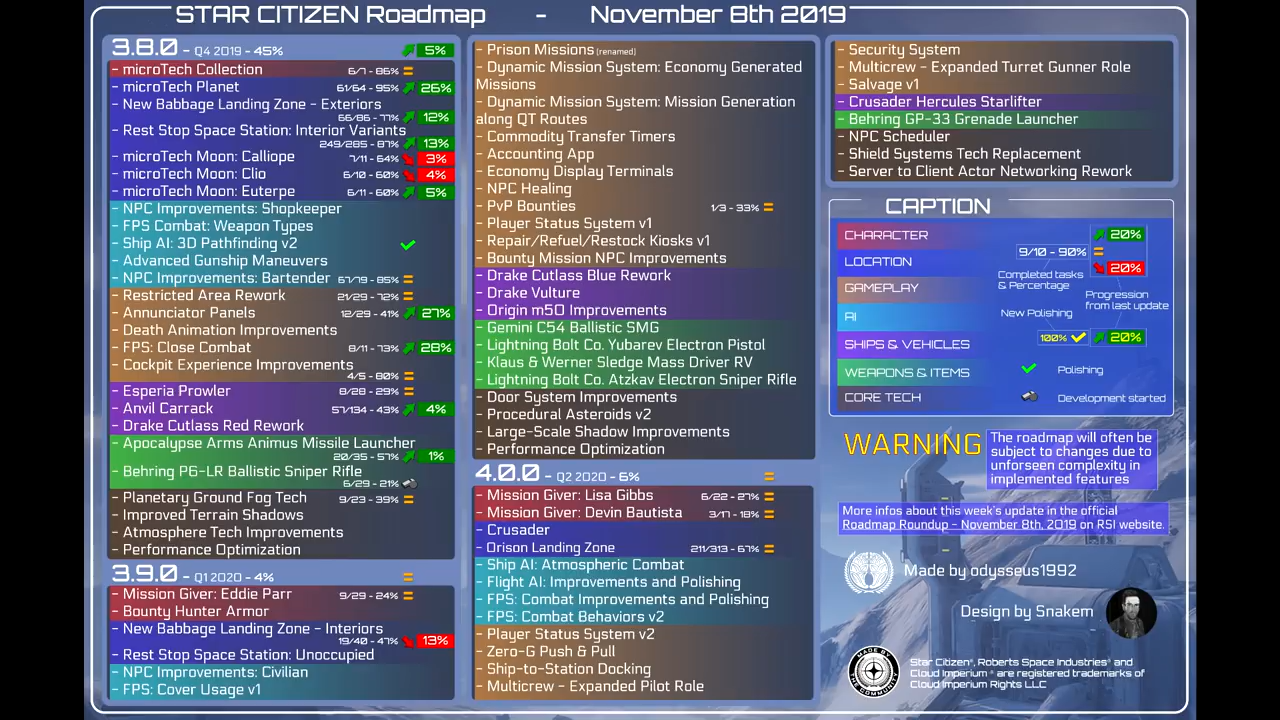 STAR CITIZEN Roadmap - November 8th 2019
3.8.0 - Q4 2019 - 45% 5%
- microTech Collection 6/7 - 86%
- microTech Planet 61/64 - 95% 26%
- New Babbage Landing Zone - Exteriors
66/86 - 77% 12%
- Rest Stop Space Station: Interior Variants
249/285 - 87% 13%
- microTech Moon: Calliope 7/11 - 64% 3%
- microTech Moon: Clio 6/10 - 60% 4%
- microTech Moon: Euterpe 6/11 - 60% 5%
- NPC Improvements: Shopkeeper
- FPS Combat: Weapon Types
- Ship AI: 3D Pathfinding v2
- Advanced Gunship Maneuvers
- NPC Improvements: Bartender 67/79 - 85%
- Restricted Area Rework 21/29 - 72%
- Annunciator Panels 12/29 - 41% 27%
- Death Animation Improvements
- FPS: Close Combat 8/11 - 73% 28%
- Cockpit Experience Improvements
4/5 - 80%
- Esperia Prowler 8/28 - 29%
- Anvil Carrack 57/134 - 43% 4%
- Drake Cutlass Red Rework
- Apocalypse Arms Animus Missile Launcher
20/35 - 57% 1%
- Behring P6-LR Ballistic Sniper Rifle
6/29 - 21%
- Planetary Ground Fog Tech 9/23 - 39%
- Improved Terrain Shadows
- Atmosphere Tech Improvements
- Performance Optimization
3.9.0 - Q1 2020 - 4%
- Mission Giver: Eddie Parr 9/29 - 24%
- Bounty Hunter Armor
- New Babbage Landing Zone - Interiors
19/40 - 47% 13%
- Rest Stop Space Station: Unoccupied
- NPC Improvements: Civilian
- FPS: Cover Usage v1
- Prison Missions (renamed)
- Dynamic Mission System: Economy Generated
Missions
- Dynamic Mission System: Mission Generation
along QT Routes
- Commodity Transfer Timers
- Accounting App
- Economy Display Terminals
- NPC Healing
- PvP Bounties 1/3 - 33%
- Player Status System v1
- Repair/Refuel/Restock Kiosks v1
- Bounty Mission NPC Improvements
- Drake Cutlass Blue Rework
- Drake Vulture
- Origin m50 Improvements
- Gemini C54 Ballistic SMG
- Lightning Bolt Co. Yubarev Electron Pistol
- Klaus & Werner Sledge Mass Driver RV
- Lightning Bolt Co. Atzkav Electron Sniper Rifle
- Door System Improvements
- Procedural Asteroids v2
- Large-Scale Shadow Improvements
- Performance Optimization
4.0.0 - Q2 2020 - 6%
- Mission Giver: Lisa Gibbs 6/22 - 27%
- Mission Giver: Devin Bautista 3/17 - 18%
- Crusader
- Orison Landing Zone 211/313 - 67%
- Ship AI: Atmospheric Combat
- Flight AI: Improvements and Polishing
- FPS: Combat Improvements and Polishing
- FPS: Combat Behaviors v2
- Player Status System v2
- Zero-G Push & Pull
- Ship-to-Station Docking
- Multicrew - Expanded Pilot Role
- Security System
- Multicrew - Expanded Turret Gunner Role
- Salvage v1
- Crusader Hercules Starlifter
- Behring GP-33 Grenade Launcher
- NPC Scheduler
- Shield Systems Tech Replacement
- Server to Client Actor Networking Rework
CAPTION
CHARACTER
LOCATION
GAMEPLAY
AI
SHIPS & VEHICLES
WEAPONS & ITEMS
CORE TECH
20%
9/10 - 90%
20%
Completed tasks
& Percentage
Progression
from last update
New Polishing
100% 20%
Polishing
Development started
WARNING
The roadmap will often be
subject to changes due to
unforseen complexity in
implemented features
More infos about this week's update in the official
Roadmap Roundup - November 8th, 2019 on RSI website.
Made by odysseus1992
Design by Snakem
MADE BY
THE COMMUNITY
Star Citizen®, Roberts Space Industries® and
Cloud Imperium ® are registered trademarks of
Cloud Imperium Rights LLC